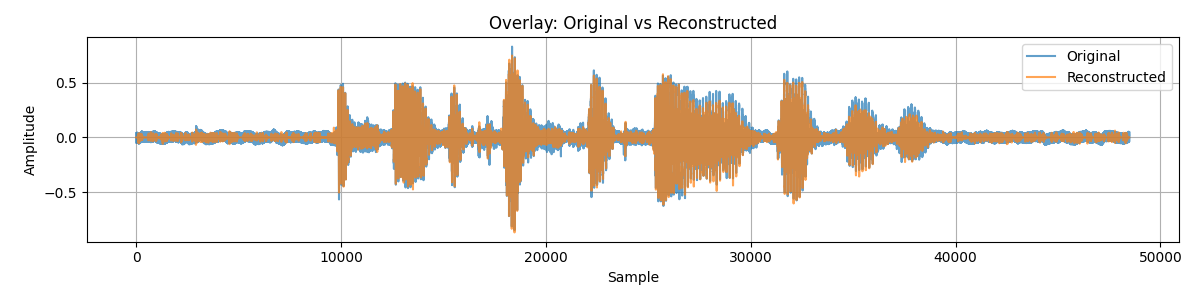 Overlay: Original vs Reconstructed
Original
Reconstructed
Amplitude
0.5
0.0
−0.5
0
10000
20000
30000
40000
50000
Sample